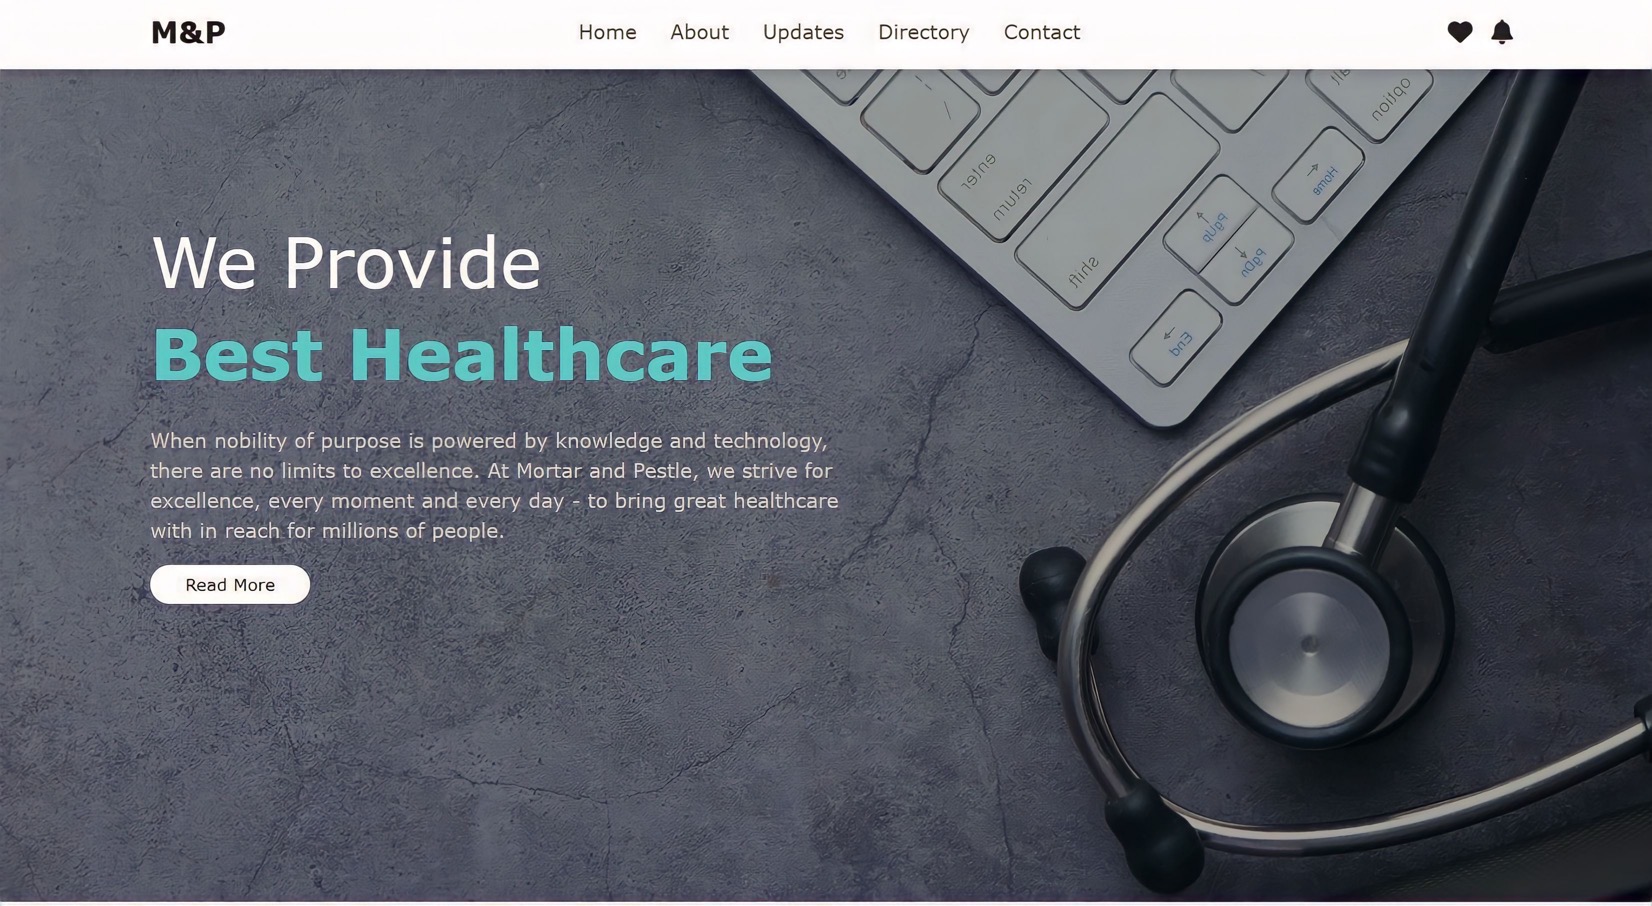 M&P
Home About Updates Directory Contact
We Provide
Best Healthcare
When nobility of purpose is powered by knowledge and technology,
there are no limits to excellence. At Mortar and Pestle, we strive for
excellence, every moment and every day - to bring great healthcare
with in reach for millions of people.
Read More
alt
option
enter
return
shift
Home
PgUp
PgDn
End